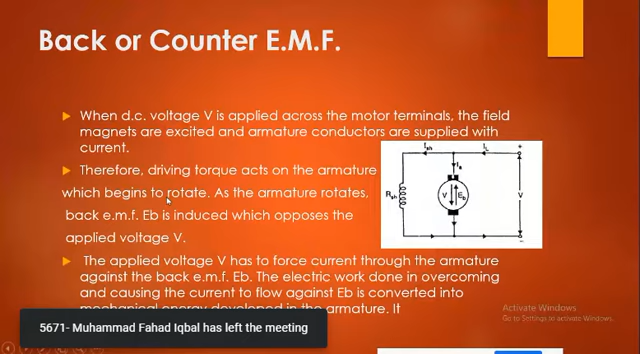 Back or Counter E.M.F.
When d.c. voltage V is applied across the motor terminals, the field
magnets are excited and armature conductors are supplied with
current.
Therefore, driving torque acts on the armature
which begins to rotate. As the armature rotates,
back e.m.f. Eb is induced which opposes the
applied voltage V.
The applied voltage V has to force current through the armature
against the back e.m.f. Eb. The electric work done in overcoming
and causing the current to flow against Eb is converted into
mechanical energy developed in the armature. It
Ish
IL
+
Ia
Rsh
V
Eb
V
−
Activate Windows
Go to Settings to activate Windows.
5671- Muhammad Fahad Iqbal has left the meeting